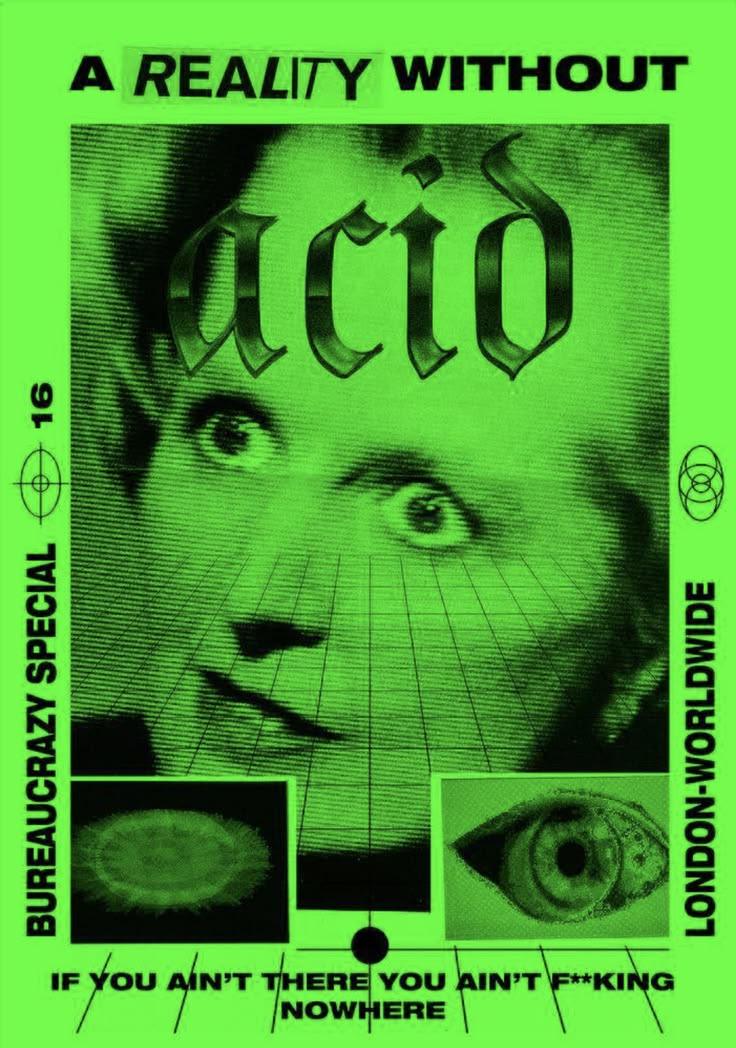 A REALITY WITHOUT
acid
BUREAUCRAZY SPECIAL 16
LONDON-WORLDWIDE
IF YOU AIN'T THERE YOU AIN'T F**KING
NOWHERE